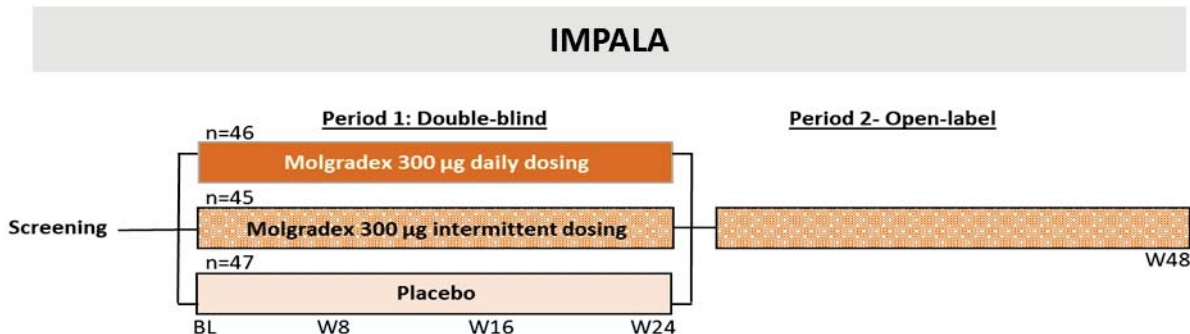 IMPALA
Period 1: Double-blind
Period 2- Open-label
n=46
Molgradex 300 µg daily dosing
n=45
Screening
Molgradex 300 µg intermittent dosing
n=47
W48
Placebo
BL W8 W16 W24